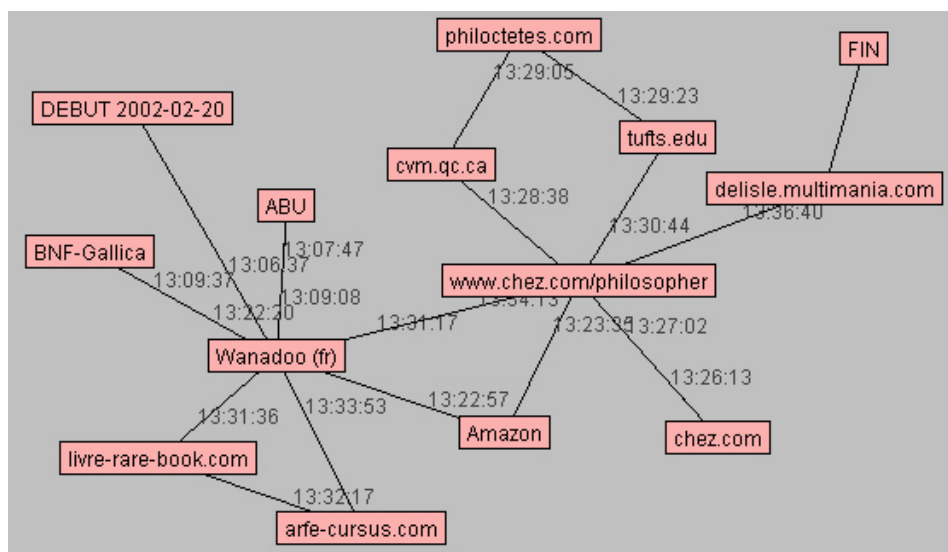 philoctetes.com
FIN
13:29:05
13:29:23
DEBUT 2002-02-20
tufts.edu
cvm.qc.ca
delisle.multimania.com
13:28:38
ABU
13:36:40
13:30:44
BNF-Gallica
13:07:47
13:06:37
13:09:37
www.chez.com/philosopher
13:09:08
13:34:13
13:22:20
13:31:17
13:23:35
13:27:02
Wanadoo (fr)
13:26:13
13:22:57
13:31:36
13:33:53
Amazon
chez.com
livre-rare-book.com
13:32:17
arfe-cursus.com